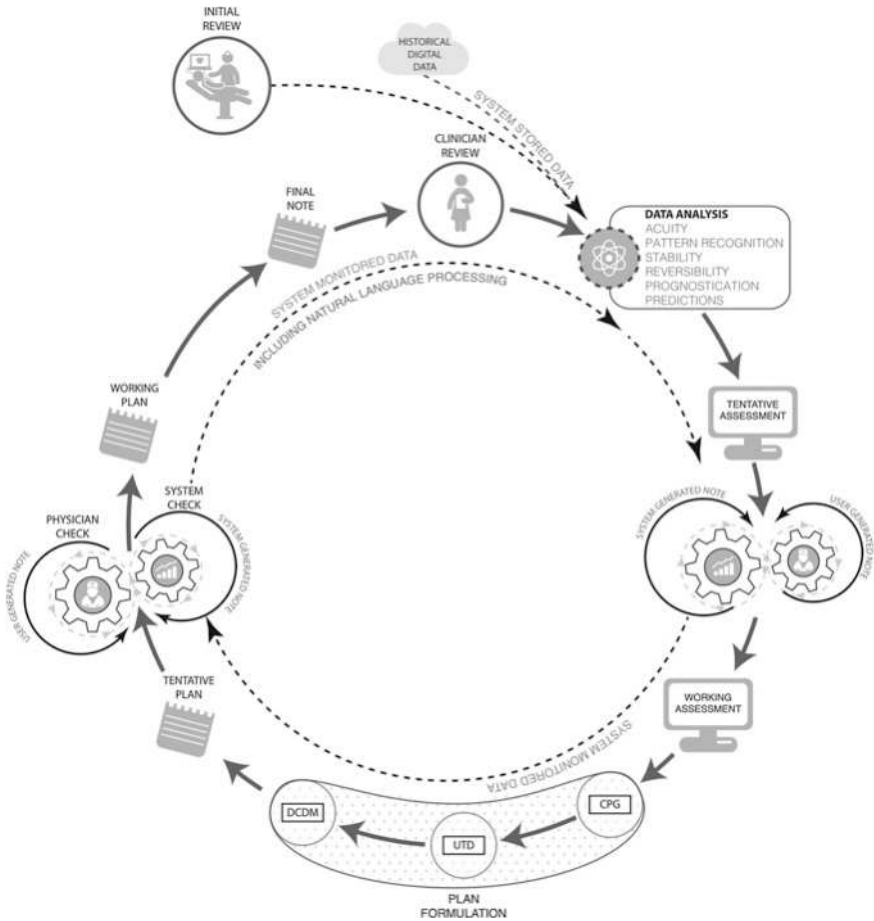 INITIAL
REVIEW
HISTORICAL
DIGITAL
DATA
SYSTEM STORED DATA
CLINICIAN
REVIEW
FINAL
NOTE
DATA ANALYSIS
ACUITY
PATTERN RECOGNITION
STABILITY
REVERSIBILITY
PROGNOSTICATION
PREDICTIONS
SYSTEM MONITORED DATA
INCLUDING NATURAL LANGUAGE PROCESSING
WORKING
PLAN
TENTATIVE
ASSESSMENT
SYSTEM
CHECK
PHYSICIAN
CHECK
USER GENERATED NOTE
SYSTEM GENERATED NOTE
SYSTEM GENERATED NOTE
USER GENERATED NOTE
TENTATIVE
PLAN
WORKING
ASSESSMENT
SYSTEM MONITORED DATA
DCDM
UTD
CPG
PLAN
FORMULATION